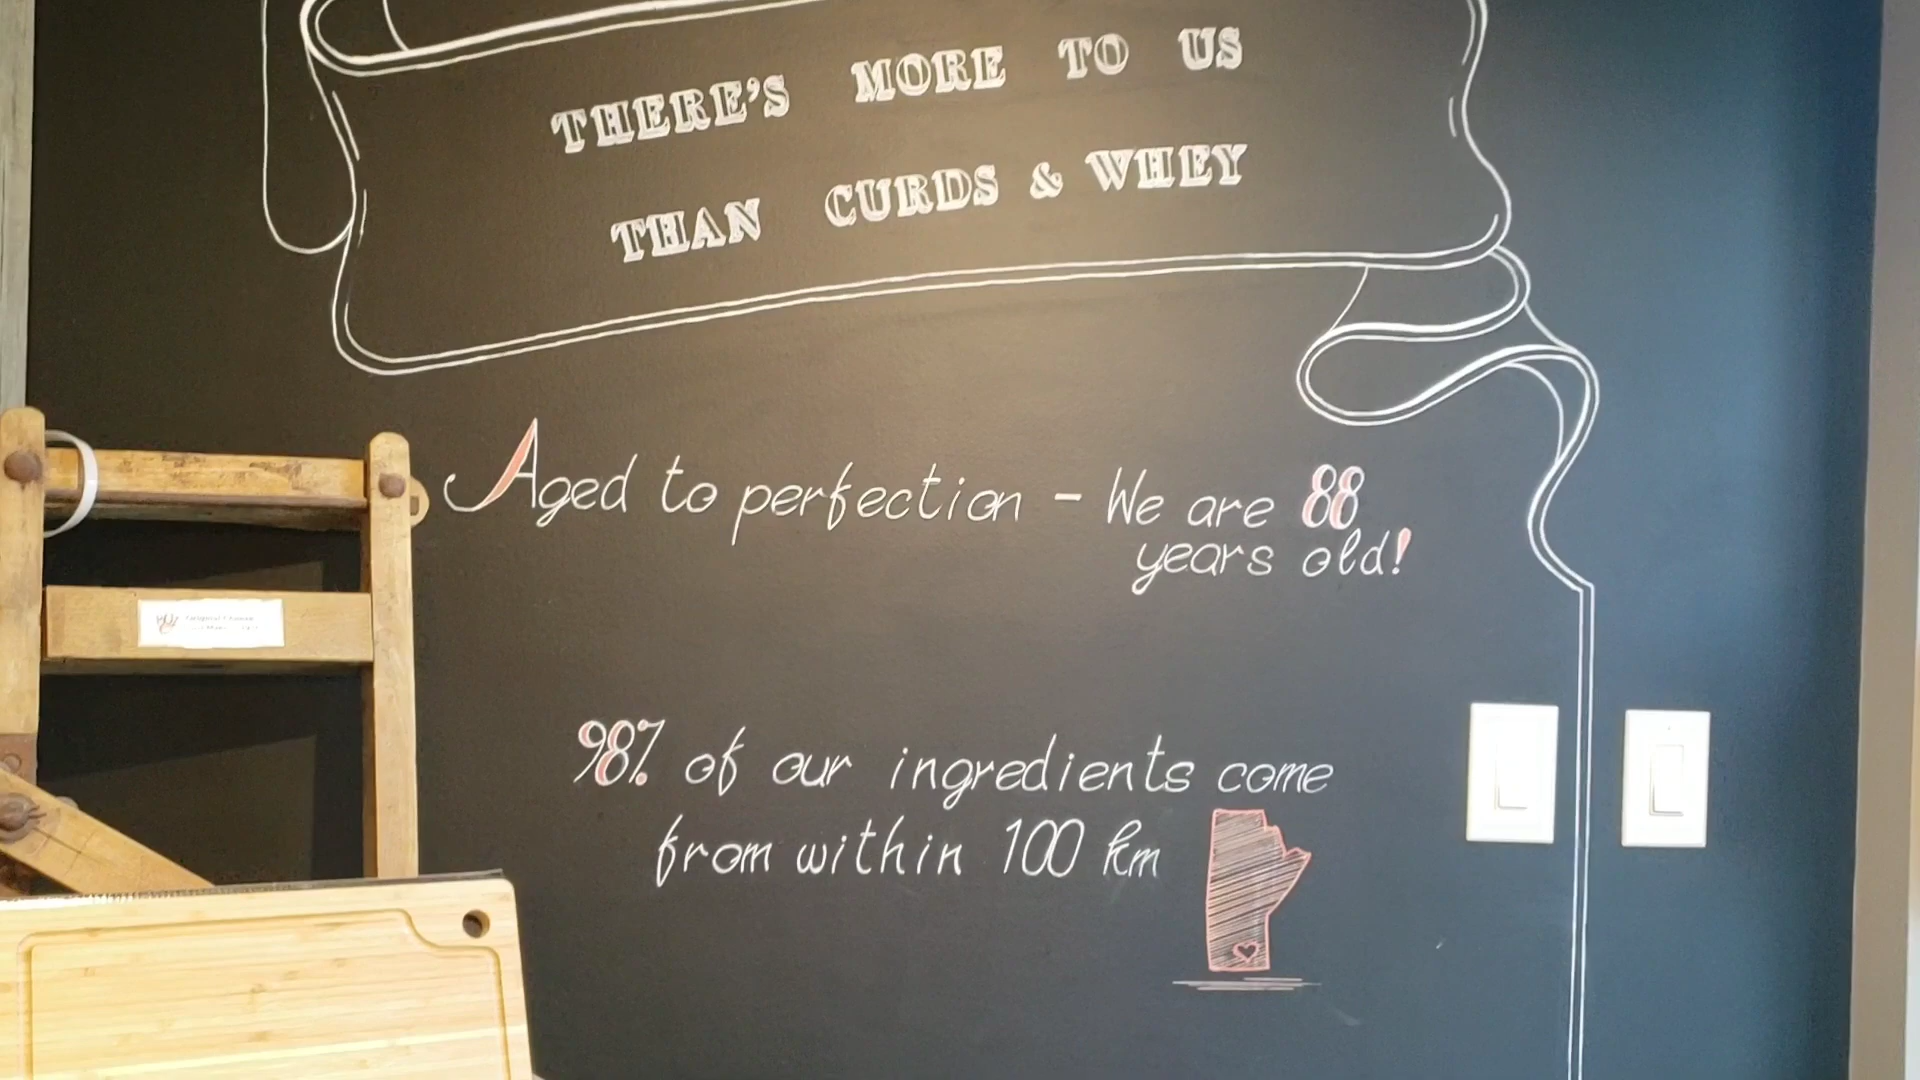 THERE'S MORE TO US
THAN CURDS & WHEY
Aged to perfection - We are 88
years old!
98% of our ingredients come
from within 100 km